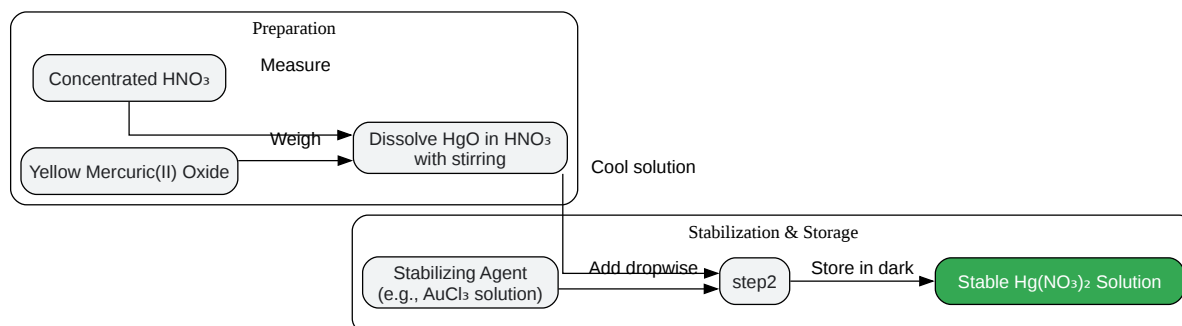 Preparation
Concentrated HNO₃
Measure
Weigh
Yellow Mercuric(II) Oxide
Dissolve HgO in HNO₃
with stirring
Cool solution
Stabilization & Storage
Stabilizing Agent
(e.g., AuCl₃ solution)
Add dropwise
step2
Store in dark
Stable Hg(NO₃)₂ Solution